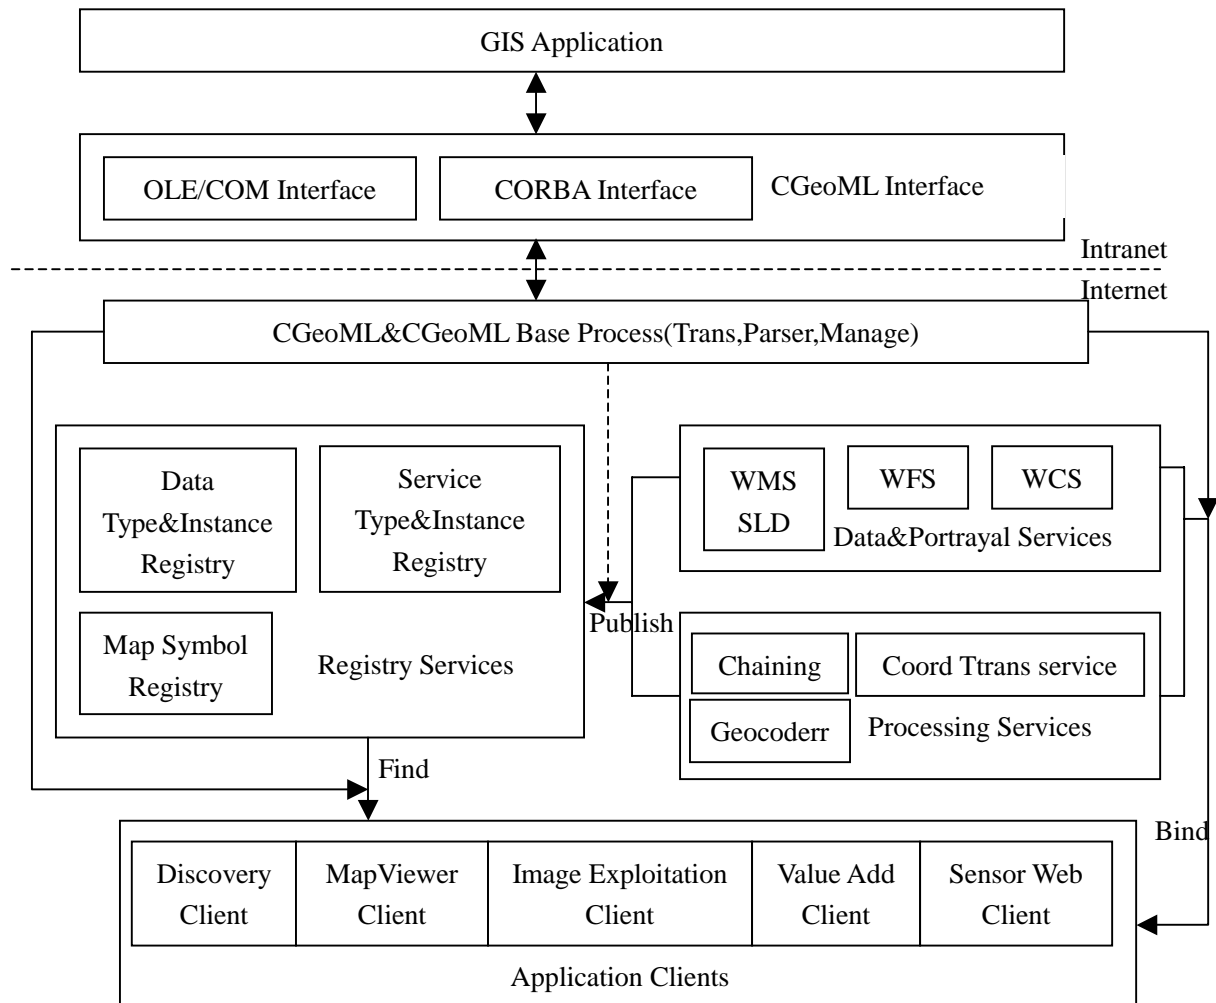 GIS Application
OLE/COM Interface
CORBA Interface
CGeoML Interface
Intranet
Internet
CGeoML&CGeoML Base Process(Trans,Parser,Manage)
Data
Type&Instance
Registry
Service
Type&Instance
Registry
Map Symbol
Registry
Registry Services
Publish
WMS
SLD
WFS
WCS
Data&Portrayal Services
Chaining
Coord Ttrans service
Geocoderr
Processing Services
Find
Bind
Discovery
Client
MapViewer
Client
Image Exploitation
Client
Value Add
Client
Sensor Web
Client
Application Clients